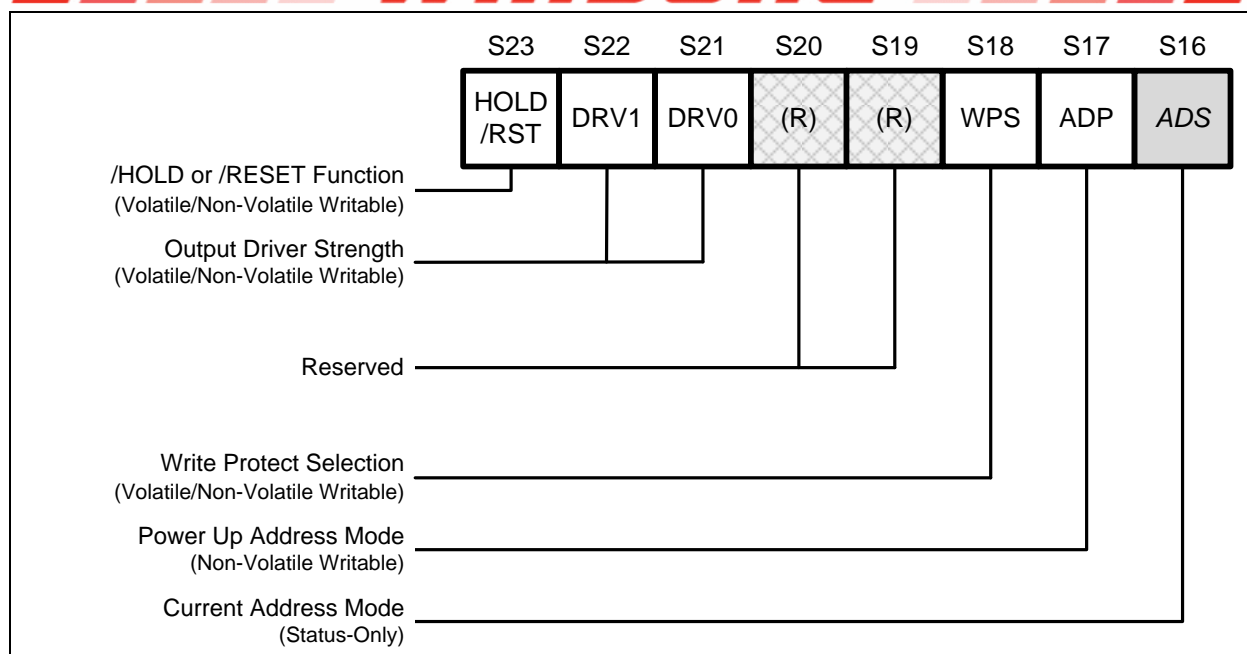 S23 S22 S21 S20 S19 S18 S17 S16
HOLD
/RST
DRV1 DRV0 (R) (R) WPS ADP ADS
/HOLD or /RESET Function
(Volatile/Non-Volatile Writable)
Output Driver Strength
(Volatile/Non-Volatile Writable)
Reserved
Write Protect Selection
(Volatile/Non-Volatile Writable)
Power Up Address Mode
(Non-Volatile Writable)
Current Address Mode
(Status-Only)